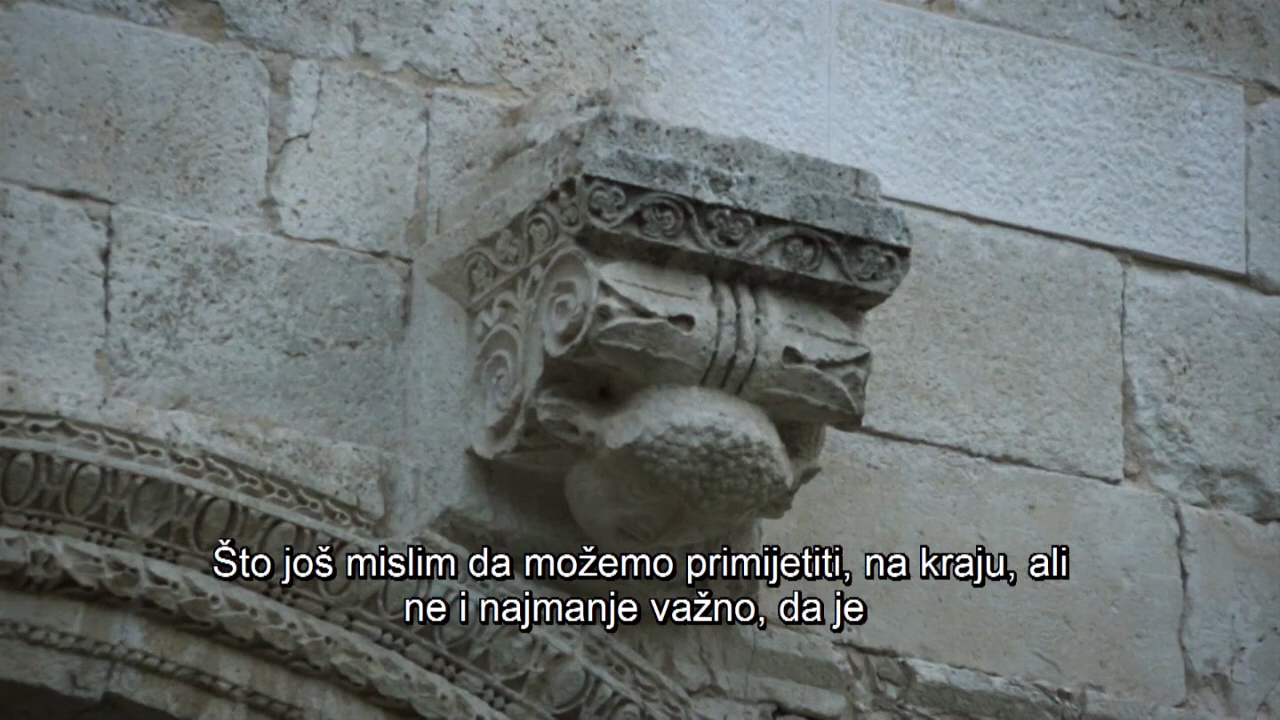 Što još mislim da možemo primijetiti, na kraju, ali
ne i najmanje važno, da je